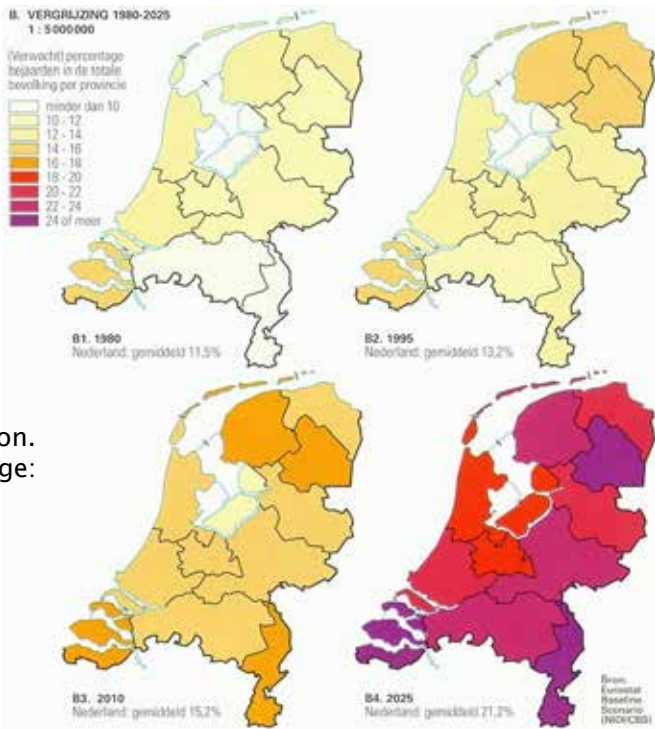 B. VERGRIJZING 1980-2025
1 : 5 000 000
(Verwacht) percentage
bejaarden in de totale
bevolking per provincie
minder dan 10
10 - 12
12 - 14
14 - 16
16 - 18
18 - 20
20 - 22
22 - 24
24 of meer
B1. 1980
Nederland: gemiddeld 11,5%
B2. 1995
Nederland: gemiddeld 13,2%
on.
ge:
B3. 2010
Nederland: gemiddeld 15,2%
B4. 2025
Nederland: gemiddeld 21,2%
Bron:
Eurostat
Baseline
Scenario
(NIDI/CBS)